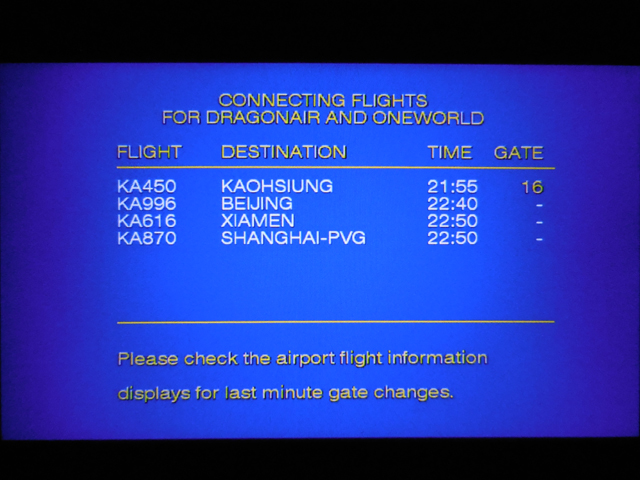 CONNECTING FLIGHTS
FOR DRAGONAIR AND ONEWORLD
FLIGHT DESTINATION TIME GATE
KA450 KAOHSIUNG 21:55 16
KA996 BEIJING 22:40 -
KA616 XIAMEN 22:50 -
KA870 SHANGHAI-PVG 22:50 -
Please check the airport flight information
displays for last minute gate changes.